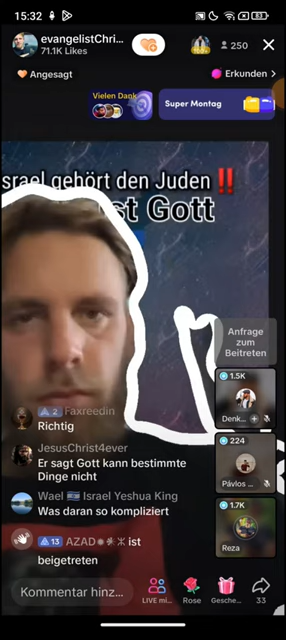 15:32
83
evangelistChri...
71.1K Likes
250
Angesagt
Erkunden >
Vielen Dank
Super Montag
srael gehört den Juden ‼️
st Gott
Anfrage
zum
Beitreten
1.5K
Denk...
2 Faxreedin
Richtig
JesusChrist4ever
Er sagt Gott kann bestimmte
Dinge nicht
224
Pávlos ...
Wael 🇮🇱 Israel Yeshua King
Was daran so kompliziert
1.7K
Reza
13 AZAD☀️ⵣ ist
beigetreten
Kommentar hinz...
LIVE mi...
Rose
Gesche...
33